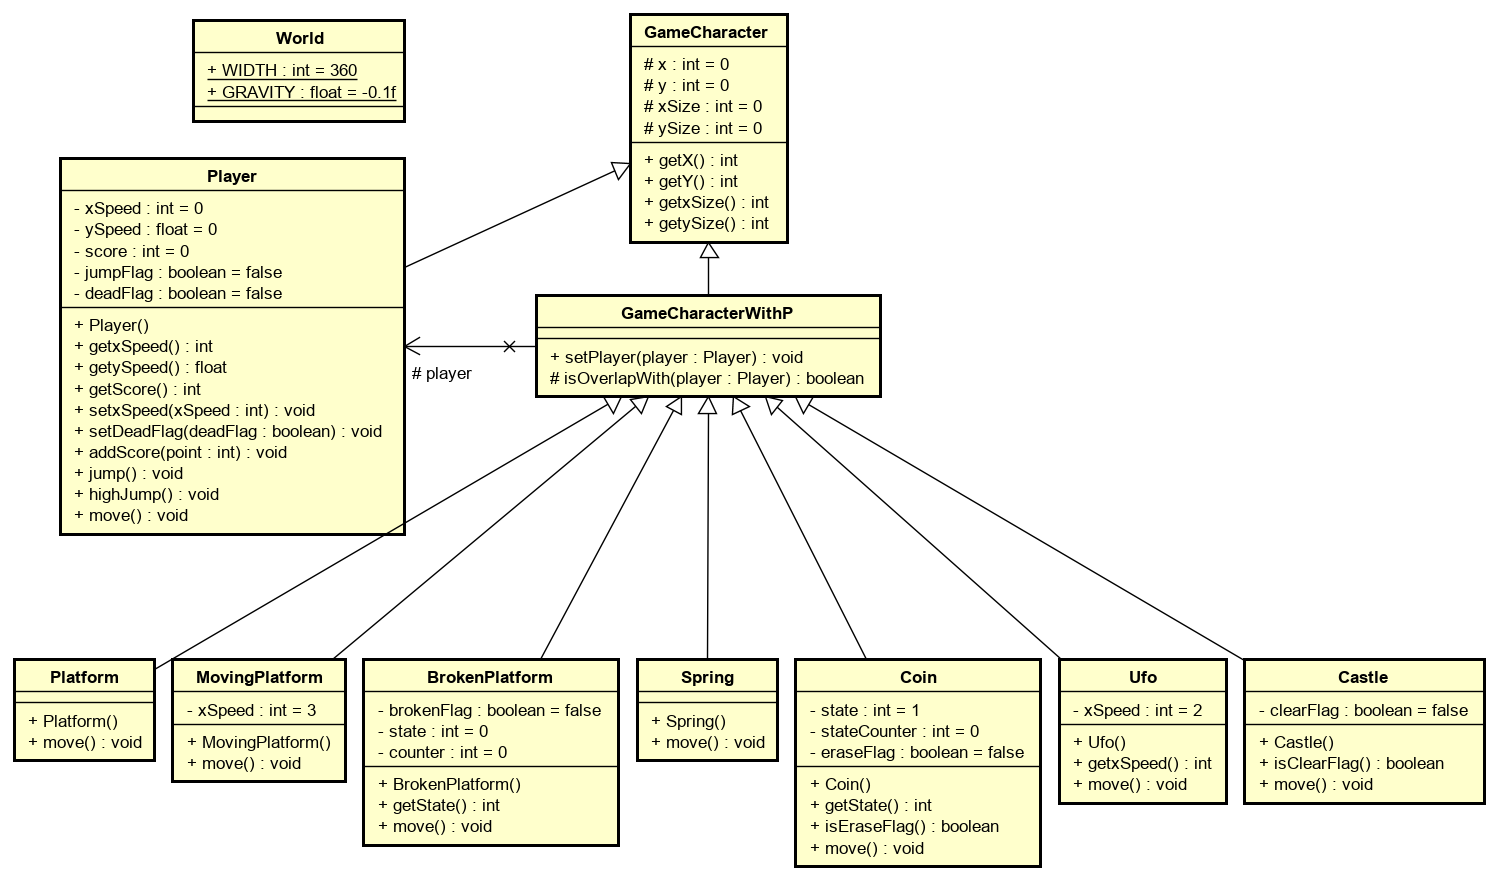 World
+ WIDTH : int = 360
+ GRAVITY : float = -0.1f
GameCharacter
# x : int = 0
# y : int = 0
# xSize : int = 0
# ySize : int = 0
+ getX() : int
+ getY() : int
+ getxSize() : int
+ getySize() : int
Player
- xSpeed : int = 0
- ySpeed : float = 0
- score : int = 0
- jumpFlag : boolean = false
- deadFlag : boolean = false
+ Player()
+ getxSpeed() : int
+ getySpeed() : float
+ getScore() : int
+ setxSpeed(xSpeed : int) : void
+ setDeadFlag(deadFlag : boolean) : void
+ addScore(point : int) : void
+ jump() : void
+ highJump() : void
+ move() : void
# player
GameCharacterWithP
+ setPlayer(player : Player) : void
# isOverlapWith(player : Player) : boolean
Platform
+ Platform()
+ move() : void
MovingPlatform
- xSpeed : int = 3
+ MovingPlatform()
+ move() : void
BrokenPlatform
- brokenFlag : boolean = false
- state : int = 0
- counter : int = 0
+ BrokenPlatform()
+ getState() : int
+ move() : void
Spring
+ Spring()
+ move() : void
Coin
- state : int = 1
- stateCounter : int = 0
- eraseFlag : boolean = false
+ Coin()
+ getState() : int
+ isEraseFlag() : boolean
+ move() : void
Ufo
- xSpeed : int = 2
+ Ufo()
+ getxSpeed() : int
+ move() : void
Castle
- clearFlag : boolean = false
+ Castle()
+ isClearFlag() : boolean
+ move() : void